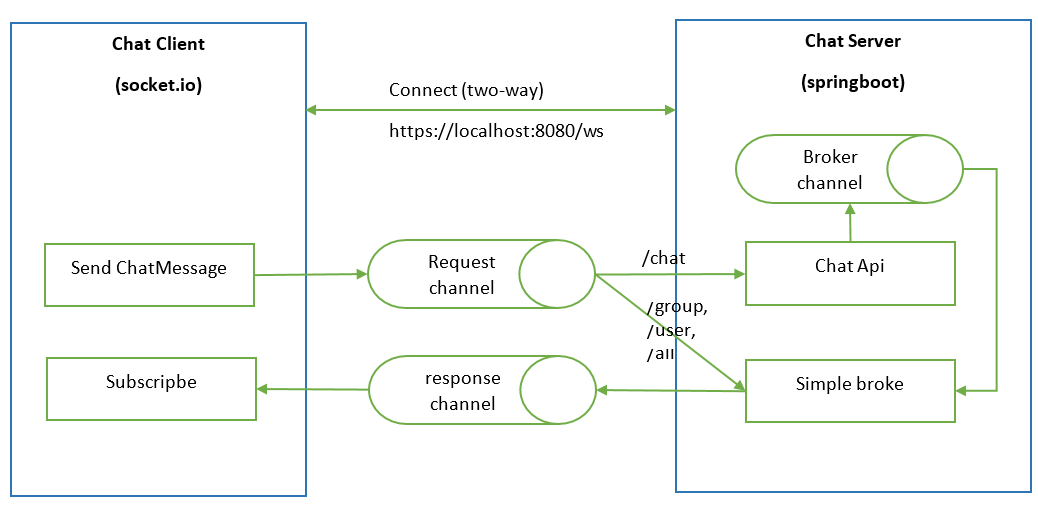 Chat Client
(socket.io)
Chat Server
(springboot)
Connect (two-way)
https://localhost:8080/ws
Broker
channel
Send ChatMessage
Request
channel
/chat
Chat Api
/group,
/user,
/all
Subscripbe
response
channel
Simple broke